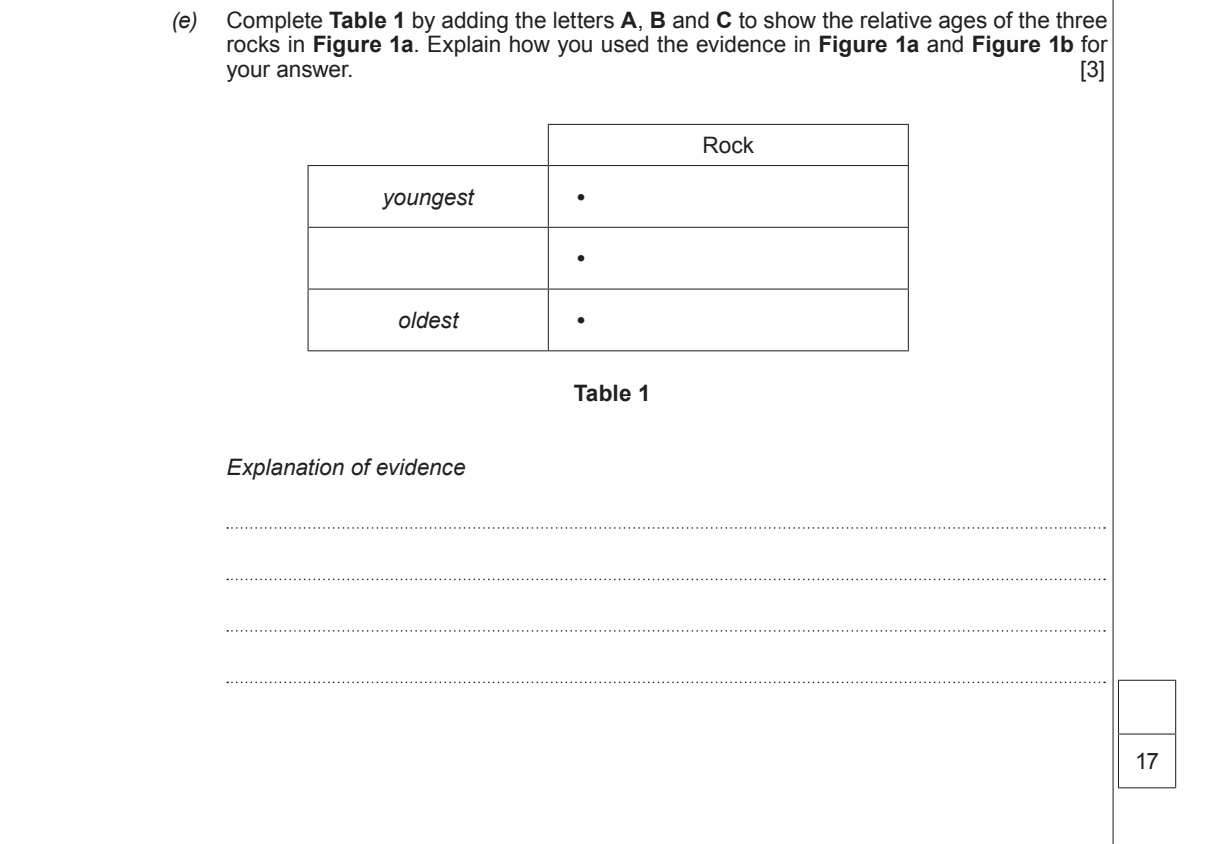 (e) Complete Table 1 by adding the letters A, B and C to show the relative ages of the three
rocks in Figure 1a. Explain how you used the evidence in Figure 1a and Figure 1b for
your answer. [3]
Rock
youngest •
•
oldest •
Table 1
Explanation of evidence
17